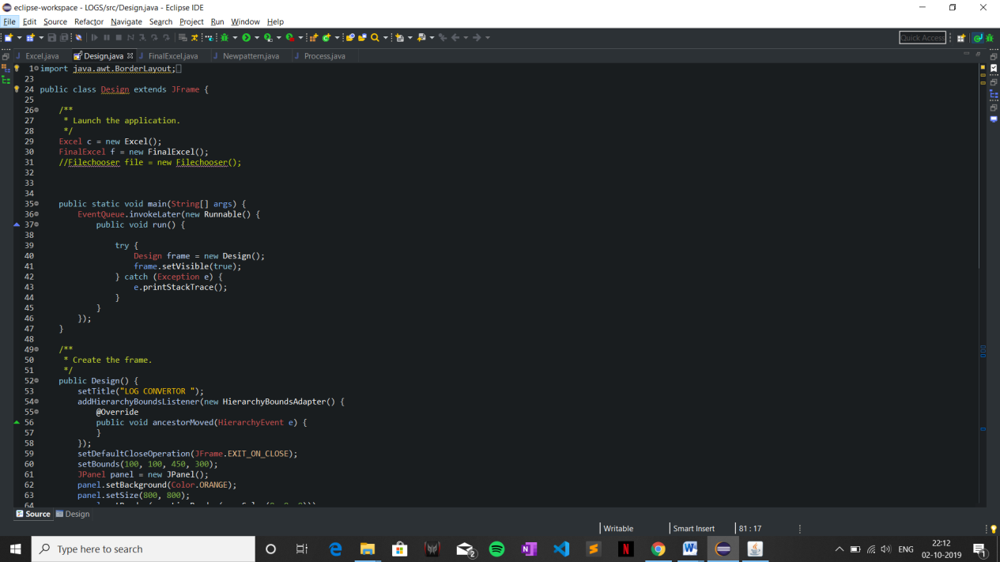 eclipse-workspace - LOGS/src/Design.java - Eclipse IDE
File Edit Source Refactor Navigate Search Project Run Window Help
Quick Access
Excel.java Design.java FinalExcel.java Newpattern.java Process.java
1 import java.awt.BorderLayout;
23
24 public class Design extends JFrame {
25
26 /**
27 * Launch the application.
28 */
29 Excel c = new Excel();
30 FinalExcel f = new FinalExcel();
31 //Filechooser file = new Filechooser();
32
33
34
35 public static void main(String[] args) {
36 EventQueue.invokeLater(new Runnable() {
37 public void run() {
38
39 try {
40 Design frame = new Design();
41 frame.setVisible(true);
42 } catch (Exception e) {
43 e.printStackTrace();
44 }
45 }
46 });
47 }
48
49 /**
50 * Create the frame.
51 */
52 public Design() {
53 setTitle("LOG CONVERTOR ");
54 addHierarchyBoundsListener(new HierarchyBoundsAdapter() {
55 @Override
56 public void ancestorMoved(HierarchyEvent e) {
57 }
58 });
59 setDefaultCloseOperation(JFrame.EXIT_ON_CLOSE);
60 setBounds(100, 100, 450, 300);
61 JPanel panel = new JPanel();
62 panel.setBackground(Color.ORANGE);
63 panel.setSize(800, 800);
64
Source Design
Writable Smart Insert 81 : 17
Type here to search
2
ENG
22:12
02-10-2019
1